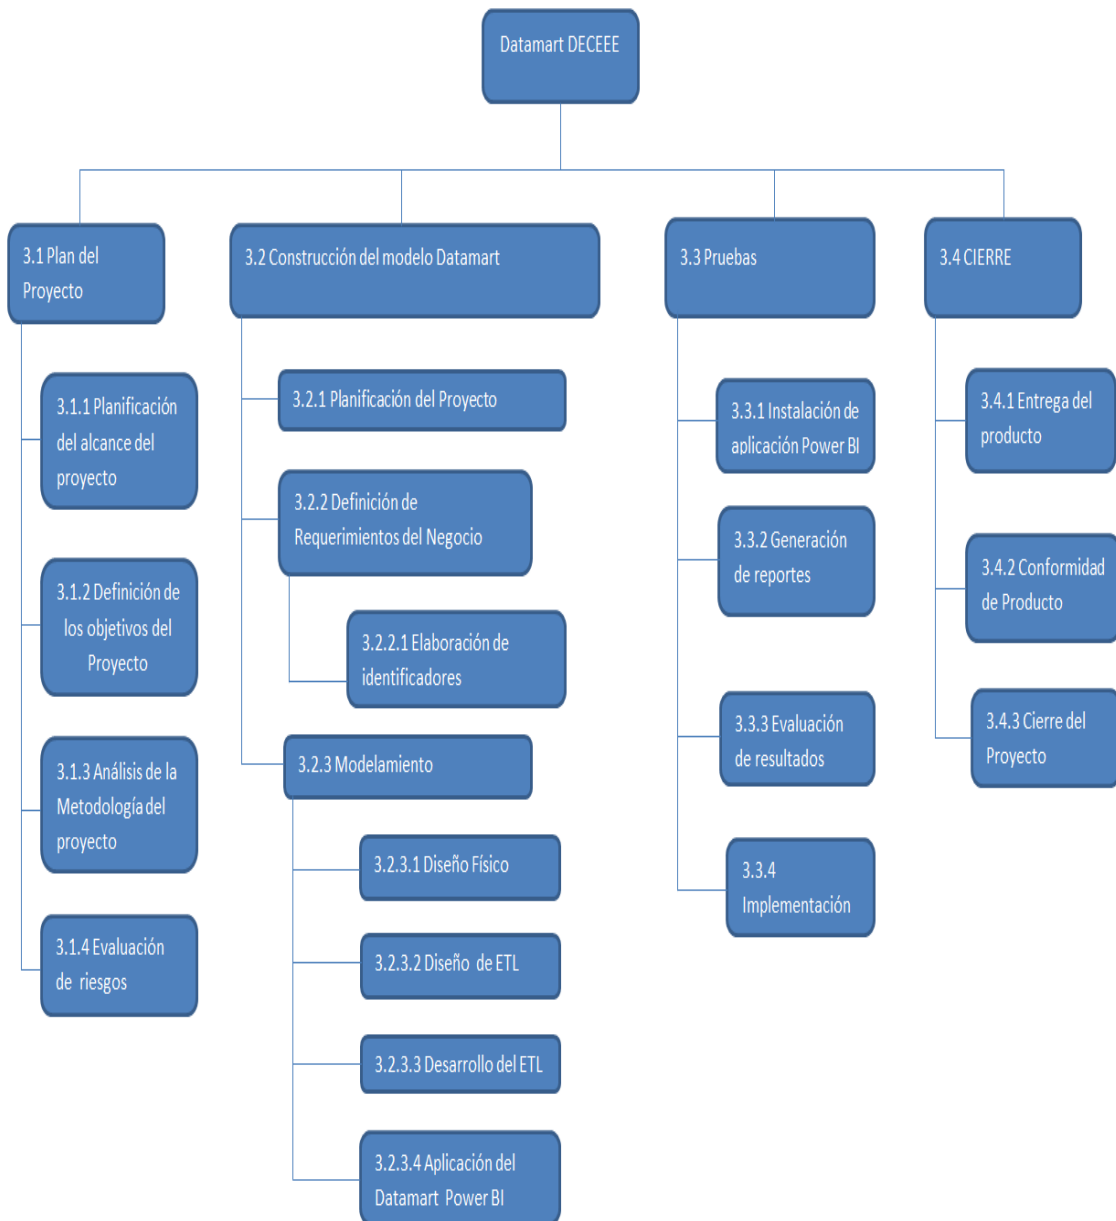 Datamart DECEEE
3.1 Plan del
Proyecto
3.1.1 Planificación
del alcance del
proyecto
3.1.2 Definición de
los objetivos del
Proyecto
3.1.3 Análisis de la
Metodología del
proyecto
3.1.4 Evaluación
de riesgos
3.2 Construcción del modelo Datamart
3.2.1 Planificación del Proyecto
3.2.2 Definición de
Requerimientos del Negocio
3.2.2.1 Elaboración de
identificadores
3.2.3 Modelamiento
3.2.3.1 Diseño Físico
3.2.3.2 Diseño de ETL
3.2.3.3 Desarrollo del ETL
3.2.3.4 Aplicación del
Datamart Power BI
3.3 Pruebas
3.3.1 Instalación de
aplicación Power BI
3.3.2 Generación
de reportes
3.3.3 Evaluación
de resultados
3.3.4
Implementación
3.4 CIERRE
3.4.1 Entrega del
producto
3.4.2 Conformidad
de Producto
3.4.3 Cierre del
Proyecto